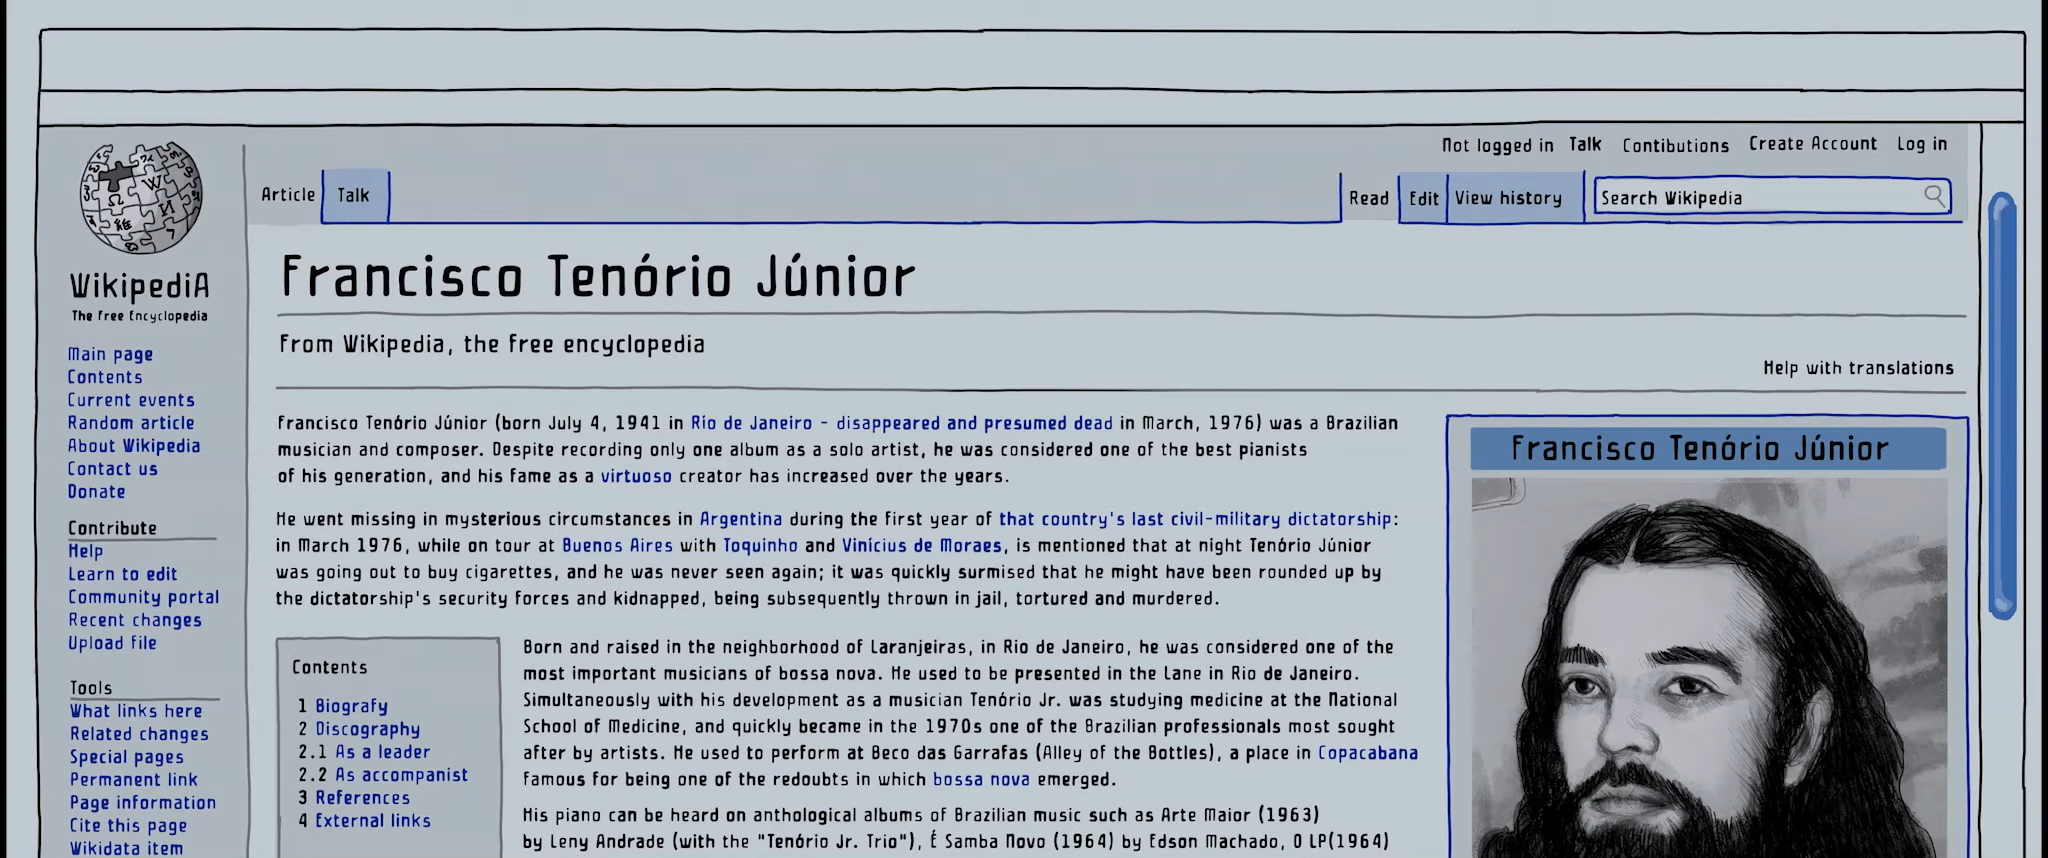 Not logged in Talk Contibutions Create Account Log in
Article Talk Read Edit View history Search Wikipedia
WikipediA
The Free Encyclopedia
Main page
Contents
Current events
Random article
About Wikipedia
Contact us
Donate
Contribute
Help
Learn to edit
Community portal
Recent changes
Upload file
Tools
What links here
Related changes
Special pages
Permanent link
Page information
Cite this page
Wikidata item
Francisco Tenório Júnior
From Wikipedia, the free encyclopedia
Help with translations
Francisco Tenório Júnior (born July 4, 1941 in Río de Janeiro - disappeared and presumed dead in March, 1976) was a Brazilian
musician and composer. Despite recording only one album as a solo artist, he was considered one of the best pianists
of his generation, and his fame as a virtuoso creator has increased over the years.
He went missing in mysterious circumstances in Argentina during the first year of that country's last civil-military dictatorship:
in March 1976, while on tour at Buenos Aires with Toquinho and Vinícius de Moraes, is mentioned that at night Tenório Júnior
was going out to buy cigarettes, and he was never seen again; it was quickly surmised that he might have been rounded up by
the dictatorship's security forces and kidnapped, being subsequently thrown in jail, tortured and murdered.
Contents
1 Biografy
2 Discography
2.1 As a leader
2.2 As accompanist
3 References
4 External links
Born and raised in the neighborhood of Laranjeiras, in Rio de Janeiro, he was considered one of the
most important musicians of bossa nova. He used to be presented in the Lane in Rio de Janeiro.
Simultaneously with his development as a musician Tenório Jr. was studying medicine at the National
School of Medicine, and quickly became in the 1970s one of the Brazilian professionals most sought
after by artists. He used to perform at Beco das Garrafas (Alley of the Bottles), a place in Copacabana
famous for being one of the redoubts in which bossa nova emerged.
His piano can be heard on anthological albums of Brazilian music such as Arte Maior (1963)
by Leny Andrade (with the "Tenório Jr. Trio"), É Samba Novo (1964) by Edson Machado, O LP(1964)
Francisco Tenório Júnior